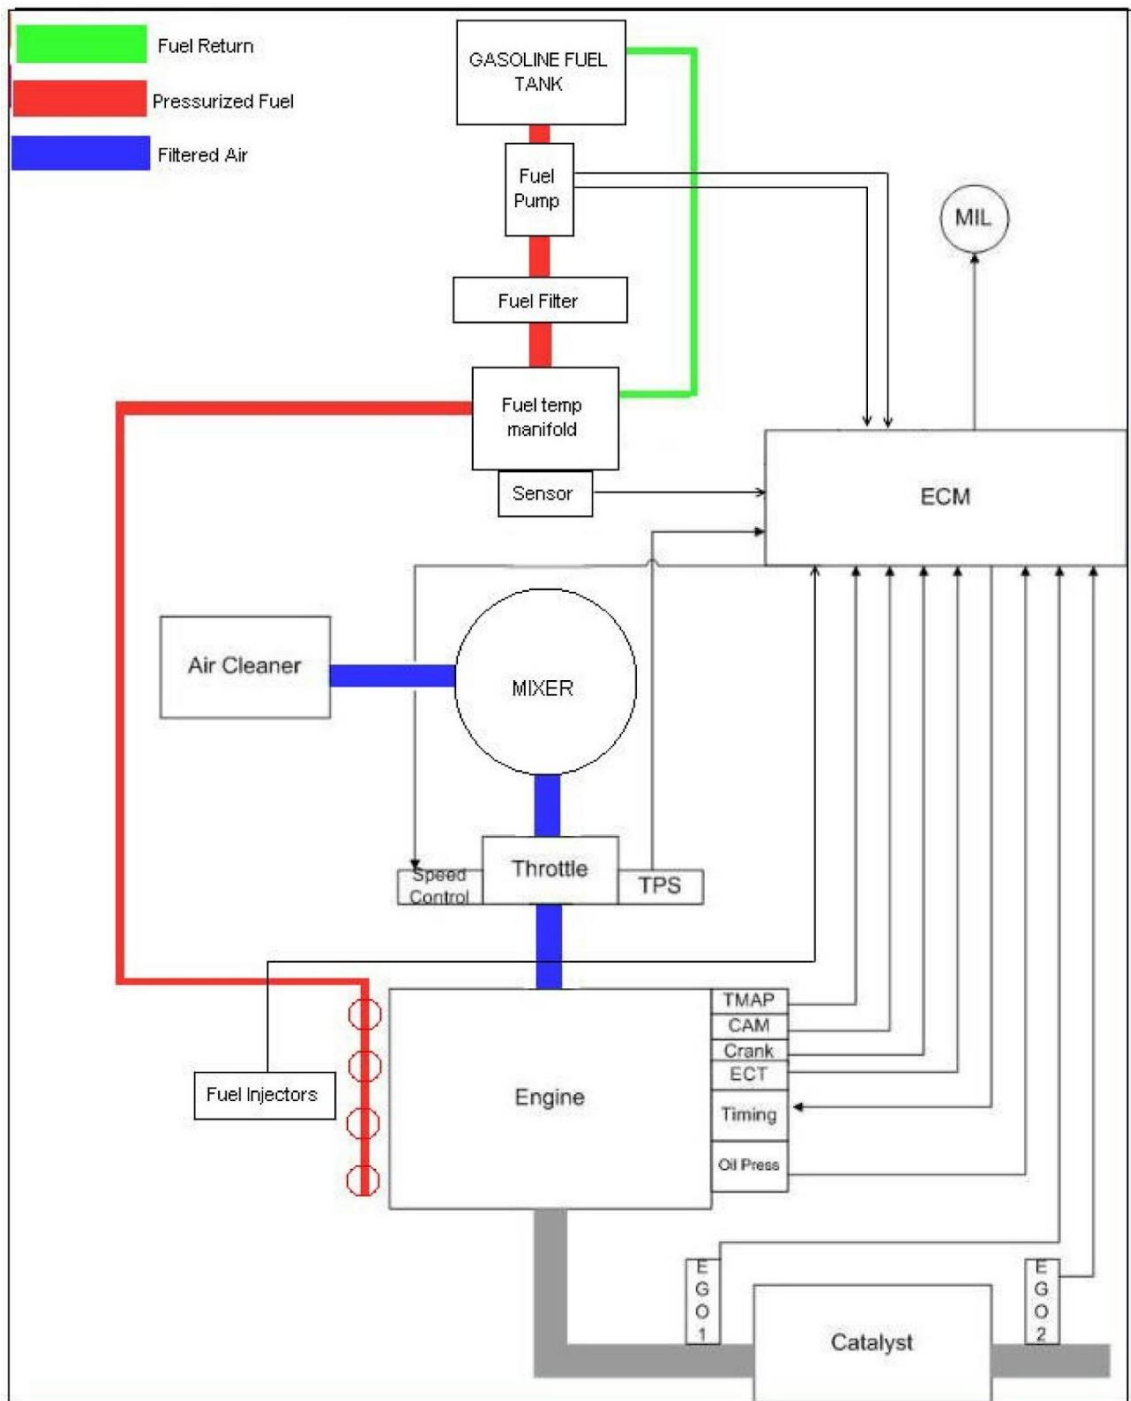 Fuel Return
Pressurized Fuel
Filtered Air
GASOLINE FUEL
TANK
Fuel
Pump
MIL
Fuel Filter
Fuel temp
manifold
Sensor
ECM
Air Cleaner
MIXER
Throttle
Speed
Control
TPS
TMAP
CAM
Crank
ECT
Timing
Oil Press
Engine
Fuel Injectors
E
G
O
1
E
G
O
2
Catalyst